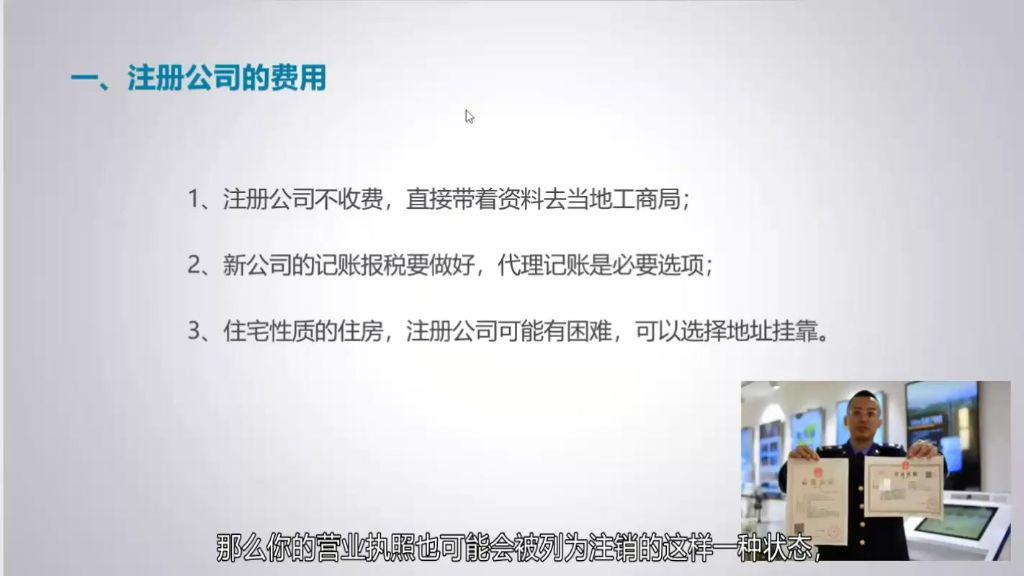 一、注册公司的费用
1、注册公司不收费，直接带着资料去当地工商局；
2、新公司的记账报税要做好，代理记账是必要选项；
3、住宅性质的住房，注册公司可能有困难，可以选择地址挂靠。
那么你的营业执照也可能会被列为注销的这样一种状态，